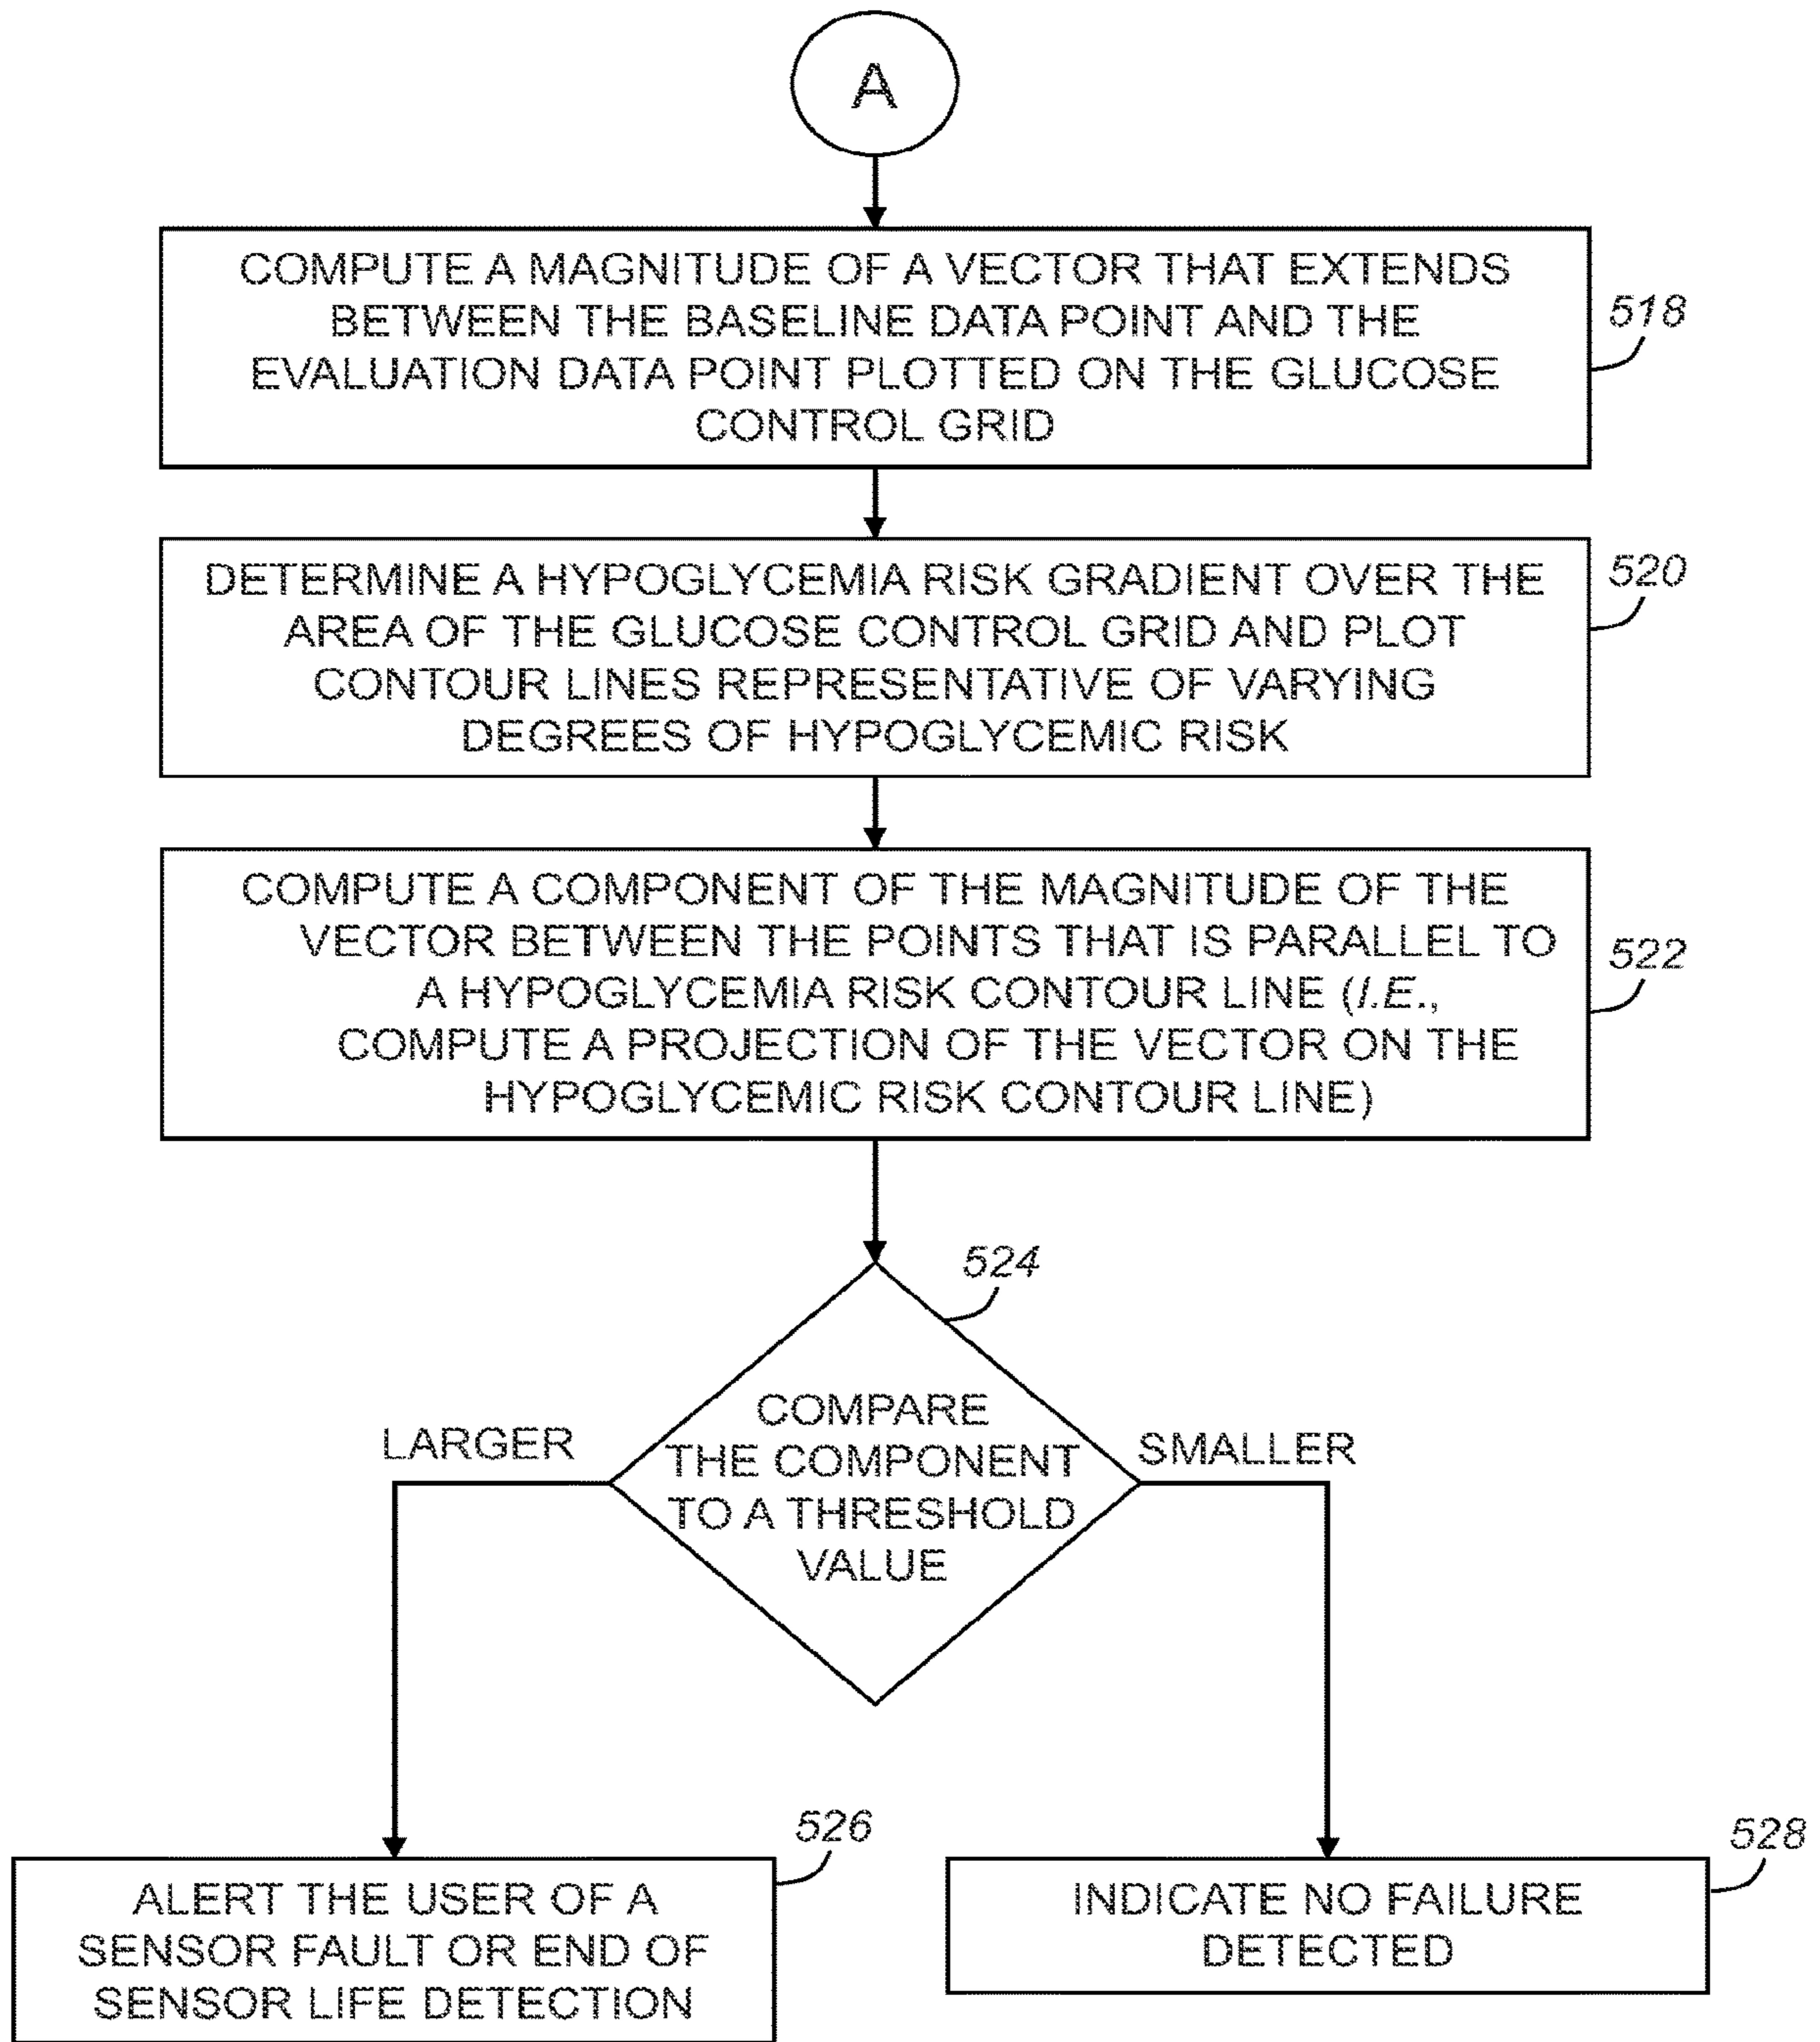 A
COMPUTE A MAGNITUDE OF A VECTOR THAT EXTENDS
BETWEEN THE BASELINE DATA POINT AND THE
EVALUATION DATA POINT PLOTTED ON THE GLUCOSE
CONTROL GRID
518
DETERMINE A HYPOGLYCEMIA RISK GRADIENT OVER THE
AREA OF THE GLUCOSE CONTROL GRID AND PLOT
CONTOUR LINES REPRESENTATIVE OF VARYING
DEGREES OF HYPOGLYCEMIC RISK
520
COMPUTE A COMPONENT OF THE MAGNITUDE OF THE
VECTOR BETWEEN THE POINTS THAT IS PARALLEL TO
A HYPOGLYCEMIA RISK CONTOUR LINE (I.E.,
COMPUTE A PROJECTION OF THE VECTOR ON THE
HYPOGLYCEMIC RISK CONTOUR LINE)
522
524
COMPARE
THE COMPONENT
TO A THRESHOLD
VALUE
LARGER
SMALLER
526
ALERT THE USER OF A
SENSOR FAULT OR END OF
SENSOR LIFE DETECTION
528
INDICATE NO FAILURE
DETECTED